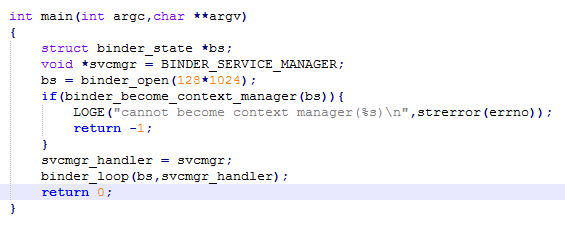 int main(int argc,char **argv)
{
    struct binder_state *bs;
    void *svcmgr = BINDER_SERVICE_MANAGER;
    bs = binder_open(128*1024);
    if(binder_become_context_manager(bs)){
        LOGE("cannot become context manager(%s)\n",strerror(errno));
        return -1;
    }
    svcmgr_handler = svcmgr;
    binder_loop(bs,svcmgr_handler);
    return 0;
}